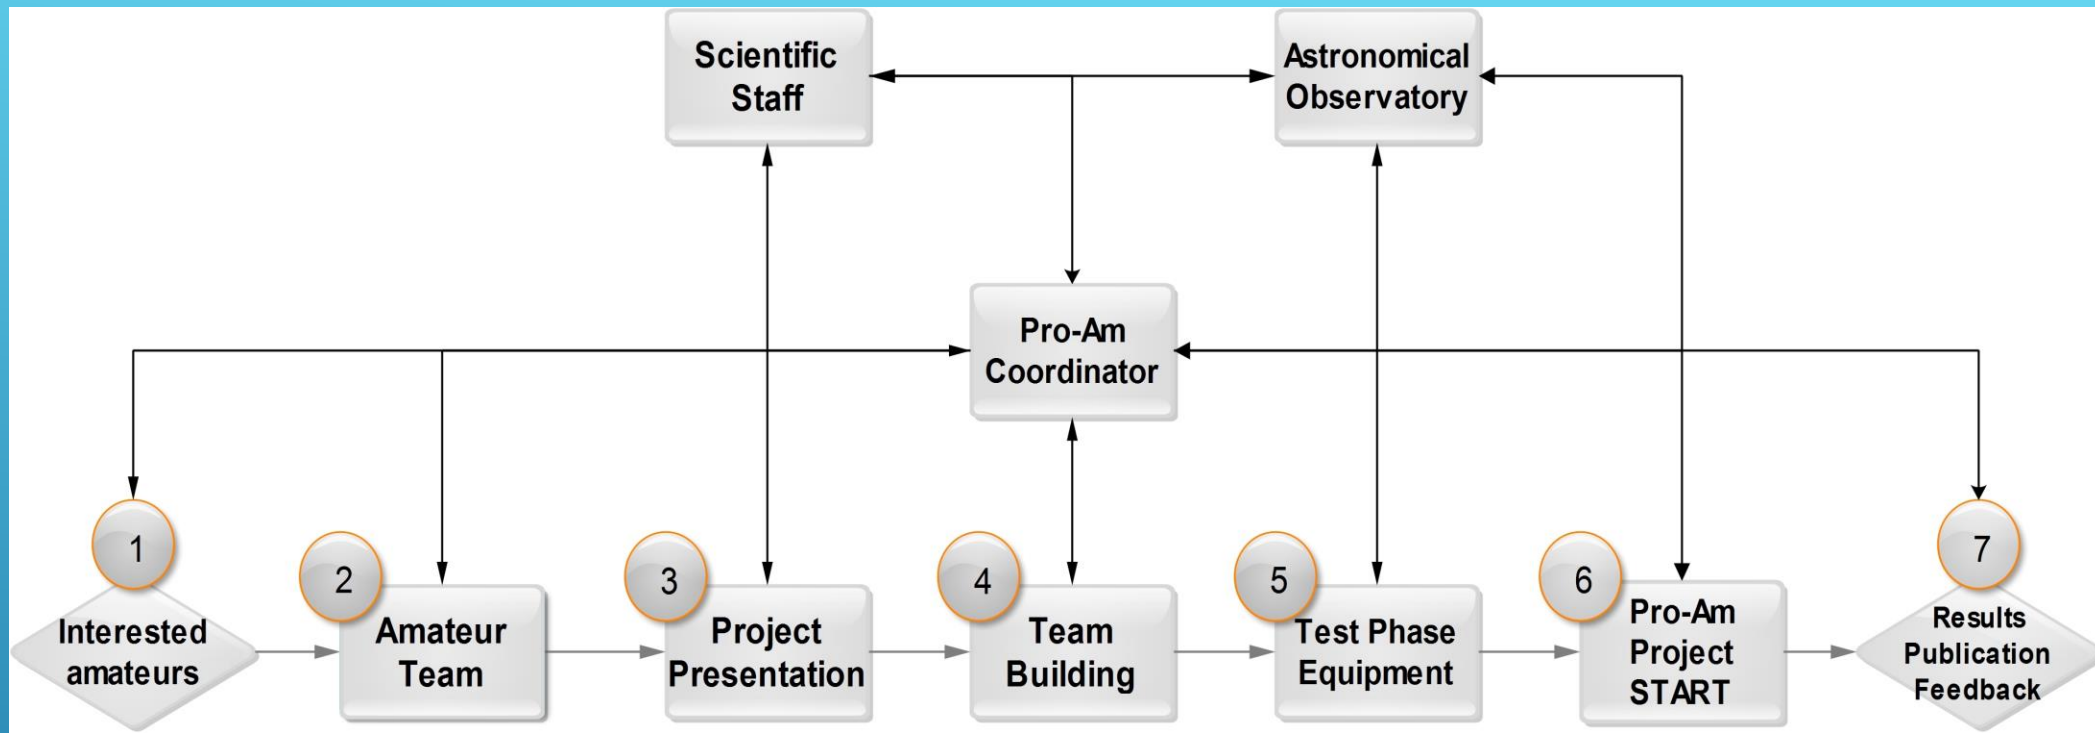 Scientific
Staff
Astronomical
Observatory
Pro-Am
Coordinator
1
Interested
amateurs
2
Amateur
Team
3
Project
Presentation
4
Team
Building
5
Test Phase
Equipment
6
Pro-Am
Project
START
7
Results
Publication
Feedback